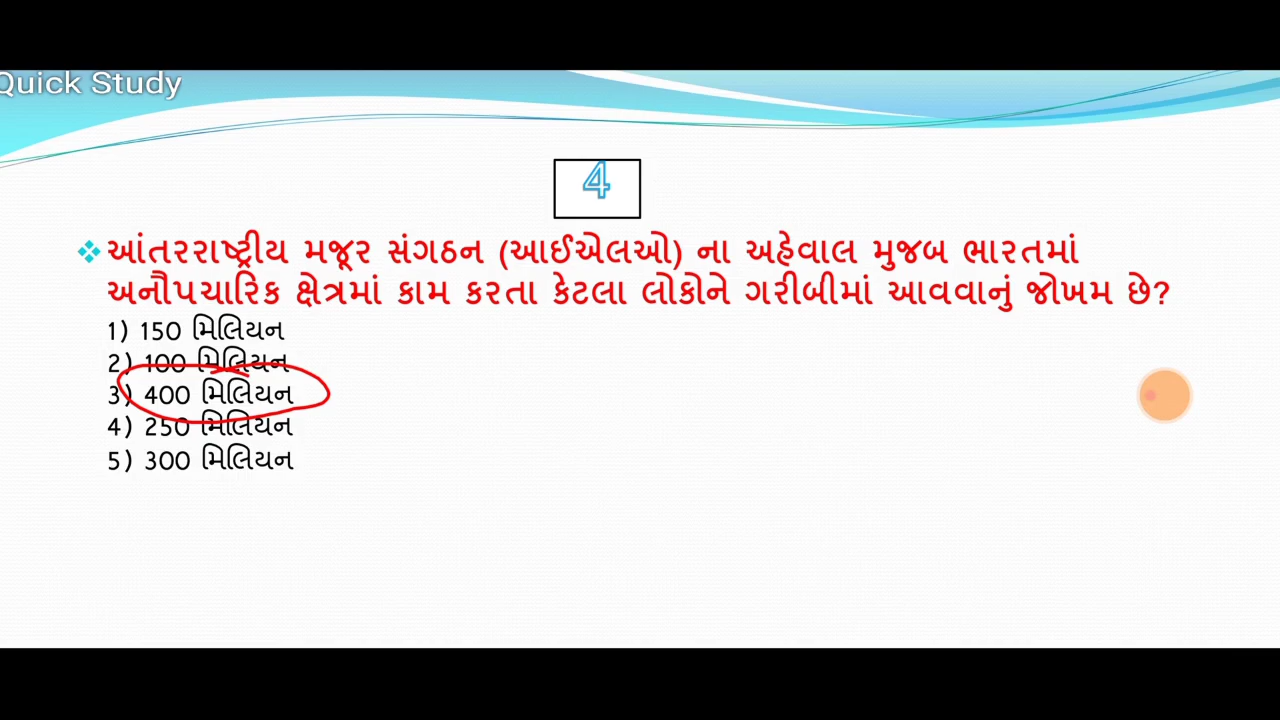 Quick Study
4
આંતરરાષ્ટ્રીય મજૂર સંગઠન (આઈએલઓ) ના અહેવાલ મુજબ ભારતમાં
અનૌપચારિક ક્ષેત્રમાં કામ કરતા કેટલા લોકોને ગરીબીમાં આવવાનું જોખમ છે?
1) 150 મિલિયન
2) 100 મિલિયન
3) 400 મિલિયન
4) 250 મિલિયન
5) 300 મિલિયન